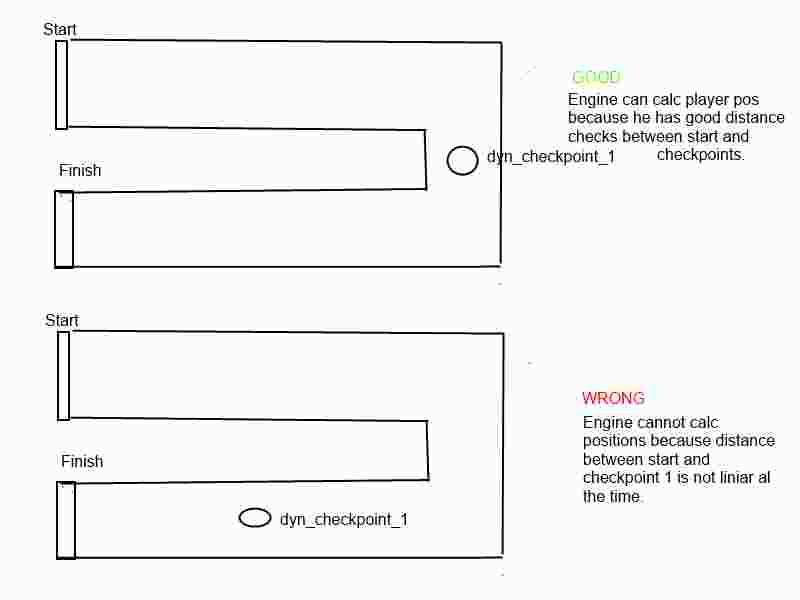 Start
GOOD
Engine can calc player pos
because he has good distance
checks between start and
checkpoints.
dyn_checkpoint_1
Finish
Start
WRONG
Engine cannot calc
positions because distance
between start and
checkpoint 1 is not liniar al
the time.
Finish
dyn_checkpoint_1